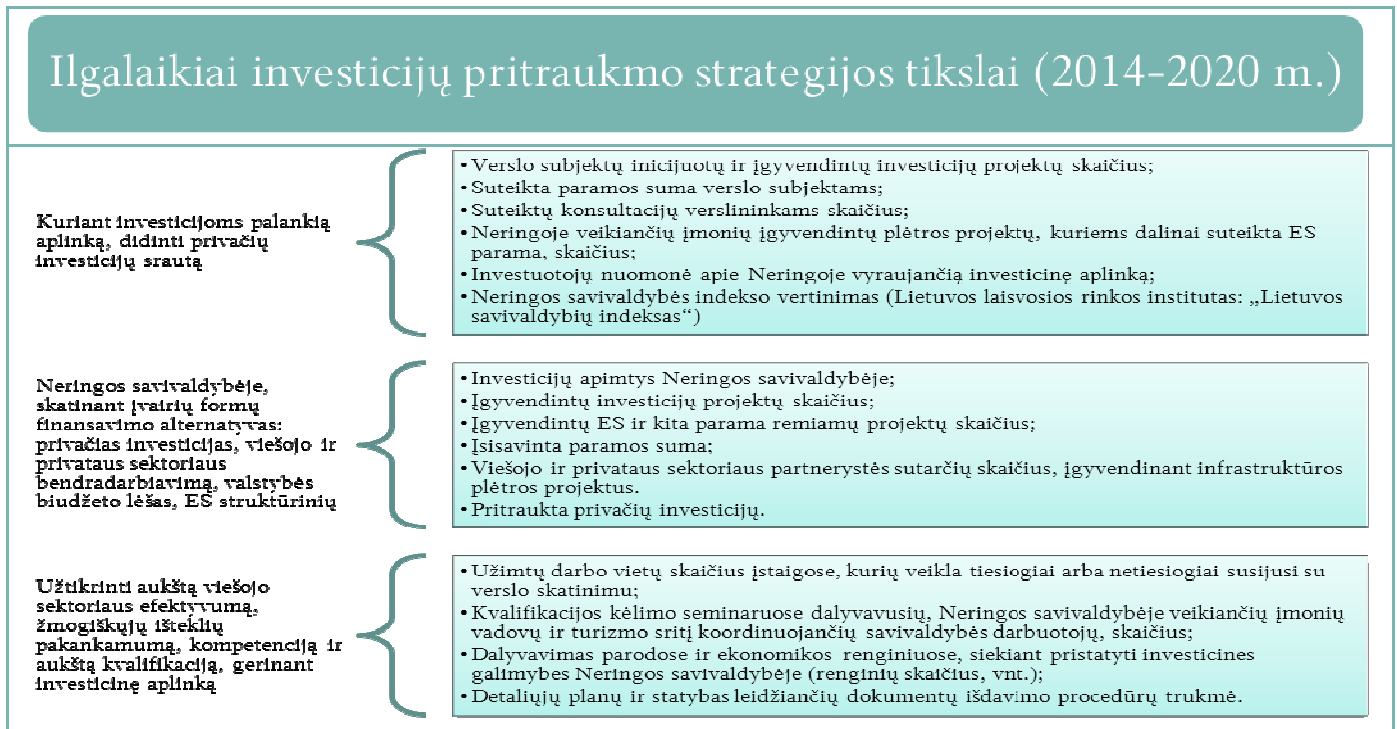 Ilgalaikiai investicijų pritraukmo strategijos tikslai (2014-2020 m.)
Kuriant investicijoms palankią
aplinką, didinti privačių
investicijų srautą
• Verslo subjektų inicijuotų ir įgyvendintų investicijų projektų skaičius;
• Suteikta paramos suma verslo subjektams;
• Suteiktų konsultacijų verslininkams skaičius;
• Neringoje veikiančių įmonių įgyvendintų plėtros projektų, kuriems dalinai suteikta ES
parama, skaičius;
• Investuotojų nuomonė apie Neringoje vyraujančią investicinę aplinką;
• Neringos savivaldybės indekso vertinimas (Lietuvos laisvosios rinkos institutas: „Lietuvos
savivaldybių indeksas“)
Neringos savivaldybėje,
skatinant įvairių formų
finansavimo alternatyvas:
privačias investicijas, viešojo ir
privataus sektoriaus
bendradarbiavimą, valstybės
biudžeto lėšas, ES struktūrinių
• Investicijų apimtys Neringos savivaldybėje;
• Įgyvendintų investicijų projektų skaičius;
• Įgyvendintų ES ir kita parama remiamų projektų skaičius;
• Įsisavinta paramos suma;
• Viešojo ir privataus sektoriaus partnerystės sutarčių skaičius, įgyvendinant infrastruktūros
plėtros projektus.
• Pritraukta privačių investicijų.
Užtikrinti aukštą viešojo
sektoriaus efektyvumą,
žmogiškųjų išteklių
pakankamumą, kompetenciją ir
aukštą kvalifikaciją, gerinant
investicinę aplinką
• Užimtų darbo vietų skaičius įstaigose, kurių veikla tiesiogiai arba netiesiogiai susijusi su
verslo skatinimu;
• Kvalifikacijos kėlimo seminaruose dalyvavusių, Neringos savivaldybėje veikiančių įmonių
vadovų ir turizmo sritį koordinuojančių savivaldybės darbuotojų, skaičius;
• Dalyvavimas parodose ir ekonomikos renginiuose, siekiant pristatyti investicines
galimybes Neringos savivaldybėje (renginių skaičius, vnt.);
• Detaliųjų planų ir statybas leidžiančių dokumentų išdavimo procedūrų trukmė.